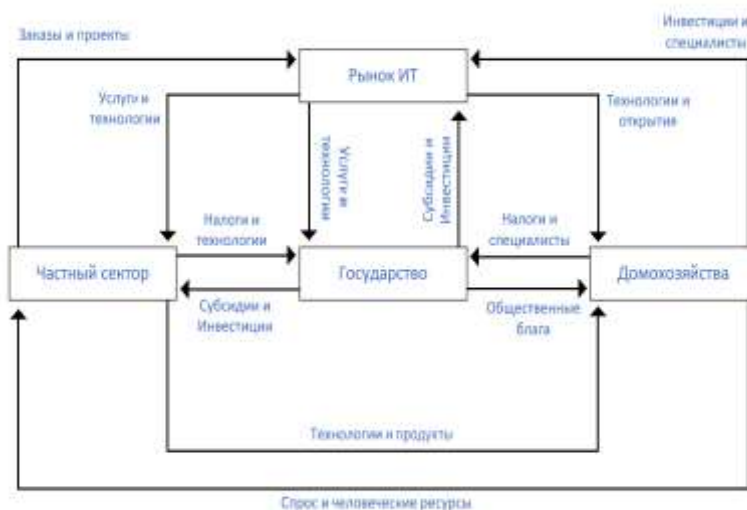 Заказы и проекты
Инвестиции и
специалисты
Рынок ИТ
Услуги и
технологии
Технологии и
открытия
Услуги и
технологии
Субсидии и
Инвестиции
Налоги и
технологии
Налоги и
специалисты
Частный сектор
Государство
Домохозяйства
Субсидии и
Инвестиции
Общественные
блага
Технологии и продукты
Спрос и человеческие ресурсы